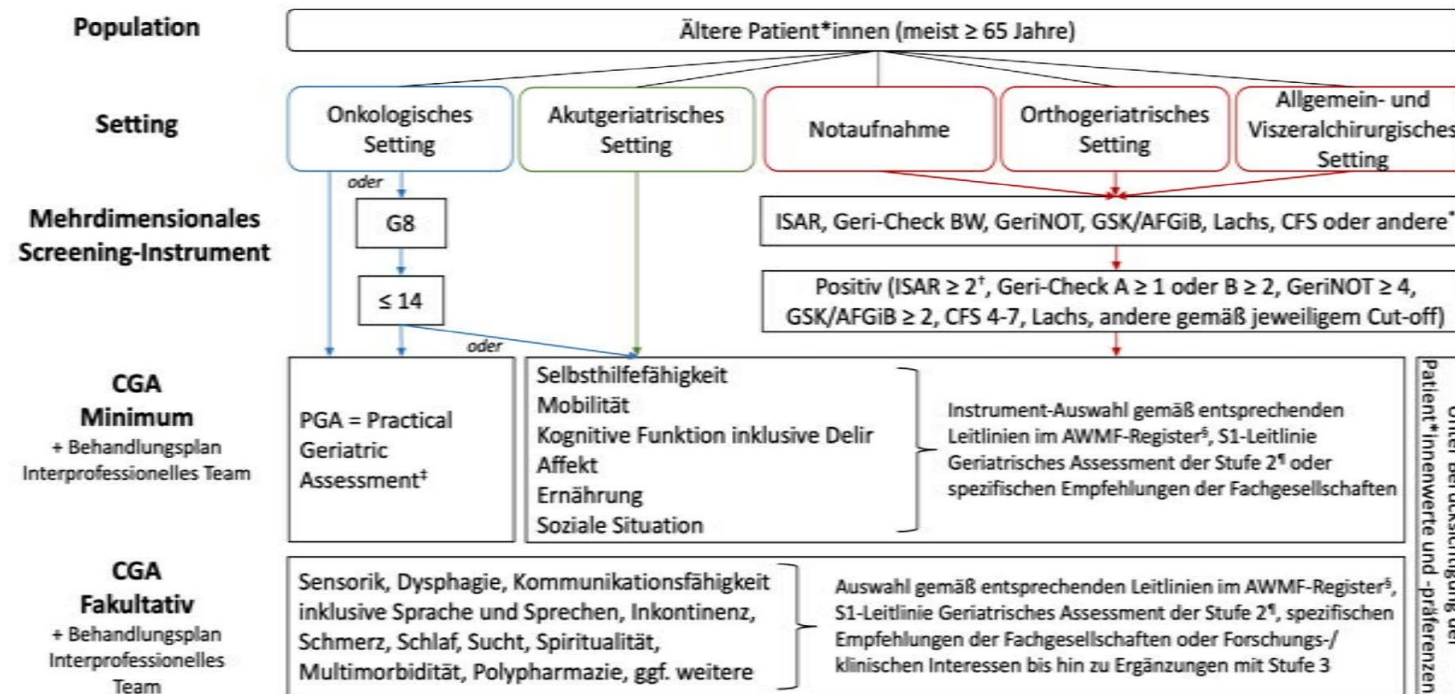 Population
Ältere Patient*innen (meist ≥ 65 Jahre)
Setting
Onkologisches
Setting
Akutgeriatrisches
Setting
Notaufnahme
Orthogeriatrisches
Setting
Allgemein- und
Viszeralchirurgisches
Setting
oder
Mehrdimensionales
Screening-Instrument
G8
≤ 14
oder
ISAR, Geri-Check BW, GeriNOT, GSK/AFGiB, Lachs, CFS oder andere*
Positiv (ISAR ≥ 2†, Geri-Check A ≥ 1 oder B ≥ 2, GeriNOT ≥ 4,
GSK/AFGiB ≥ 2, CFS 4-7, Lachs, andere gemäß jeweiligem Cut-off)
CGA
Minimum
+ Behandlungsplan
Interprofessionelles Team
PGA = Practical
Geriatric
Assessment‡
Selbsthilfefähigkeit
Mobilität
Kognitive Funktion inklusive Delir
Affekt
Ernährung
Soziale Situation
Instrument-Auswahl gemäß entsprechenden
Leitlinien im AWMF-Register§, S1-Leitlinie
Geriatrisches Assessment der Stufe 2¶ oder
spezifischen Empfehlungen der Fachgesellschaften
CGA
Fakultativ
+ Behandlungsplan
Interprofessionelles
Team
Sensorik, Dysphagie, Kommunikationsfähigkeit
inklusive Sprache und Sprechen, Inkontinenz,
Schmerz, Schlaf, Sucht, Spiritualität,
Multimorbidität, Polypharmazie, ggf. weitere
Auswahl gemäß entsprechenden Leitlinien im AWMF-Register§,
S1-Leitlinie Geriatrisches Assessment der Stufe 2¶, spezifischen
Empfehlungen der Fachgesellschaften oder Forschungs-/
klinischen Interessen bis hin zu Ergänzungen mit Stufe 3
Unter Berücksichtigung der
Patient*innenwerte und -präferenzen